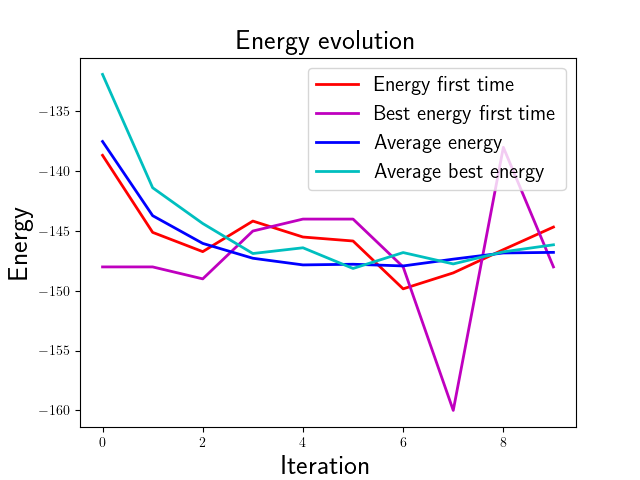 Energy evolution
Energy first time
Best energy first time
Average energy
Average best energy
−135
−140
−145
−150
−155
−160
Energy
0 2 4 6 8
Iteration